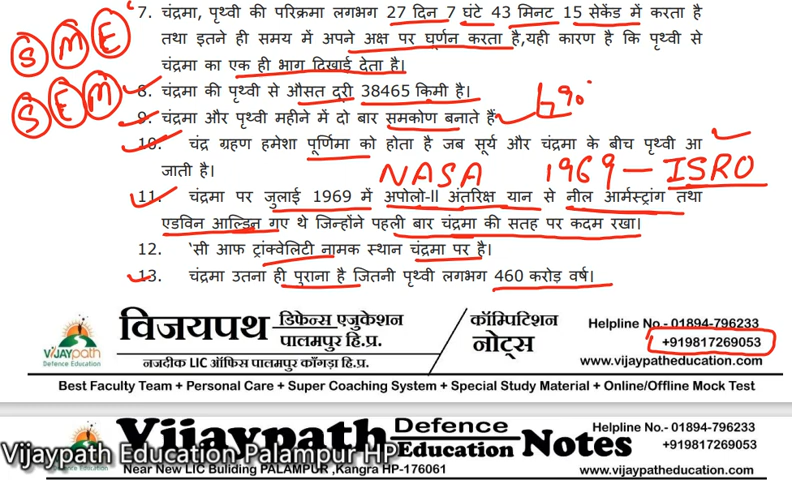 7. चंद्रमा, पृथ्वी की परिक्रमा लगभग 27 दिन 7 घंटे 43 मिनट 15 सेकेंड में करता है
तथा इतने ही समय में अपने अक्ष पर घुर्णन करता है,यही कारण है कि पृथ्वी से
चंद्रमा का एक ही भाग दिखाई देता है।
S M E
8. चंद्रमा की पृथ्वी से औसत दूरी 38465 किमी है।
S E M
9. चंद्रमा और पृथ्वी महीने में दो बार समकोण बनाते हैं
90°
10. चंद्र ग्रहण हमेशा पूर्णिमा को होता है जब सूर्य और चंद्रमा के बीच पृथ्वी आ
जाती है।
NASA 1969 - ISRO
11. चंद्रमा पर जुलाई 1969 में अपोलो-II अंतरिक्ष यान से नील आर्मस्ट्रांग तथा
एडविन आल्ड्रिन गए थे जिन्होंने पहली बार चंद्रमा की सतह पर कदम रखा।
12. 'सी आफ ट्रांक्वेलिटी नामक स्थान चंद्रमा पर है।
13. चंद्रमा उतना ही पुराना है जितनी पृथ्वी लगभग 460 करोड़ वर्ष।
VIJAYpath
Defence Education
विजयपथ डिफेन्स एजुकेशन
पालमपुर हि.प्र.
नजदीक LIC ऑफिस पालमपुर काँगड़ा हि.प्र.
कॉम्पिटिशन
नोट्स
Helpline No.- 01894-796233
+919817269053
www.vijaypatheducation.com
Best Faculty Team + Personal Care + Super Coaching System + Special Study Material + Online/Offline Mock Test
Vijaypath Defence Education Notes
Helpline No.- 01894-796233
+919817269053
Vijaypath Education Palampur HP
Near New LIC Buliding PALAMPUR ,Kangra HP-176061
www.vijaypatheducation.com